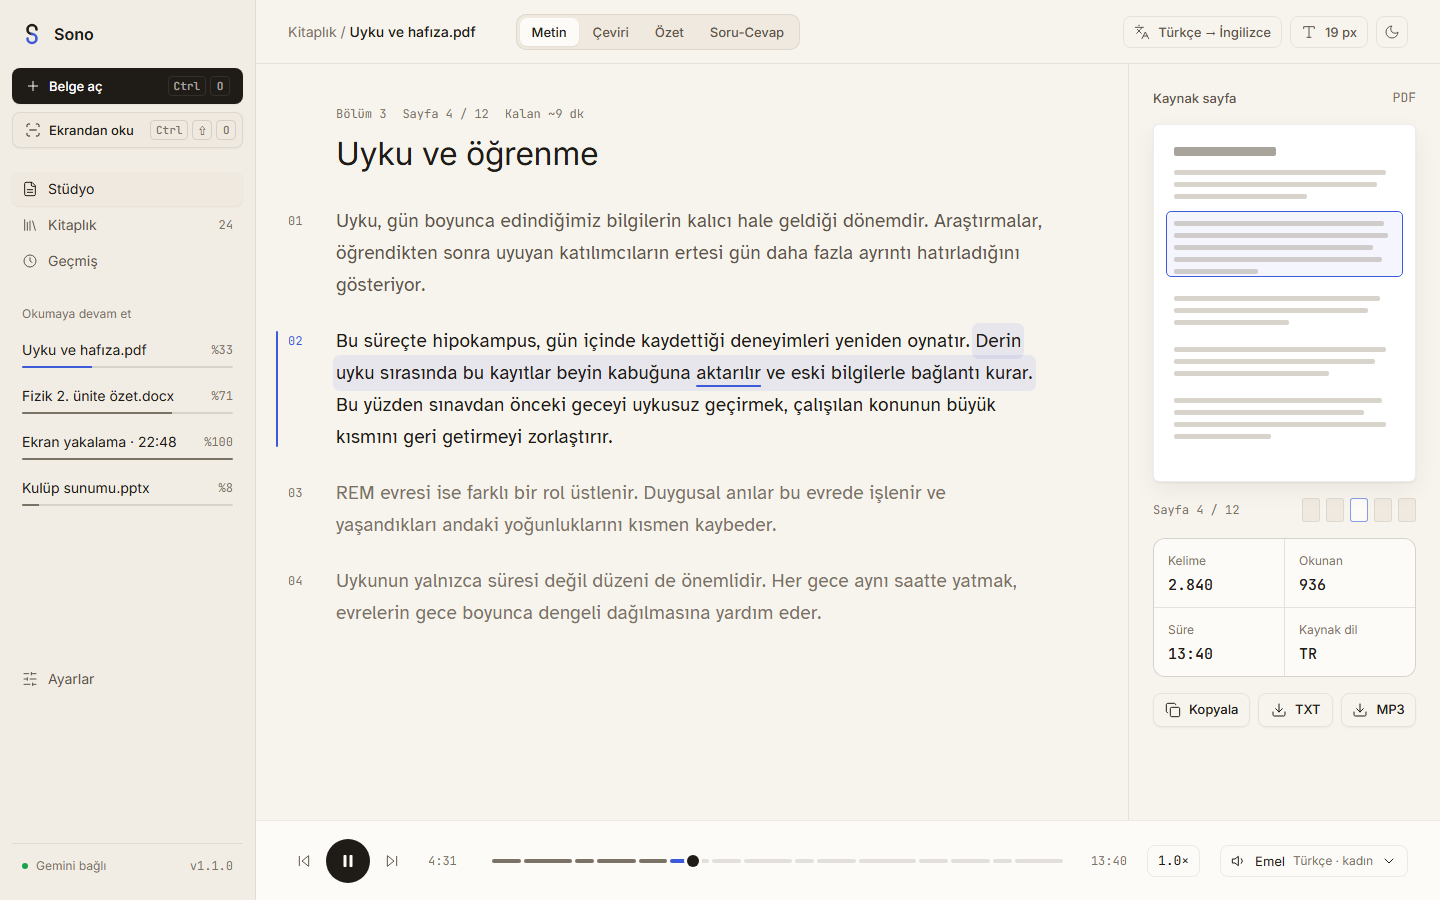 Sono
Belge aç Ctrl O
Ekrandan oku Ctrl ⇧ O
Stüdyo
Kitaplık 24
Geçmiş
Okumaya devam et
Uyku ve hafıza.pdf %33
Fizik 2. ünite özet.docx %71
Ekran yakalama · 22:48 %100
Kulüp sunumu.pptx %8
Ayarlar
Gemini bağlı v1.1.0
Kitaplık / Uyku ve hafıza.pdf
Metin Çeviri Özet Soru-Cevap
Türkçe → İngilizce
19 px
Bölüm 3 Sayfa 4 / 12 Kalan ~9 dk
Uyku ve öğrenme
01 Uyku, gün boyunca edindiğimiz bilgilerin kalıcı hale geldiği dönemdir. Araştırmalar,
öğrendikten sonra uyuyan katılımcıların ertesi gün daha fazla ayrıntı hatırladığını
gösteriyor.
02 Bu süreçte hipokampus, gün içinde kaydettiği deneyimleri yeniden oynatır. Derin
uyku sırasında bu kayıtlar beyin kabuğuna aktarılır ve eski bilgilerle bağlantı kurar.
Bu yüzden sınavdan önceki geceyi uykusuz geçirmek, çalışılan konunun büyük
kısmını geri getirmeyi zorlaştırır.
03 REM evresi ise farklı bir rol üstlenir. Duygusal anılar bu evrede işlenir ve
yaşandıkları andaki yoğunluklarını kısmen kaybeder.
04 Uykunun yalnızca süresi değil düzeni de önemlidir. Her gece aynı saatte yatmak,
evrelerin gece boyunca dengeli dağılmasına yardım eder.
Kaynak sayfa PDF
Sayfa 4 / 12
Kelime
2.840
Okunan
936
Süre
13:40
Kaynak dil
TR
Kopyala TXT MP3
4:31 13:40 1.0× Emel Türkçe · kadın